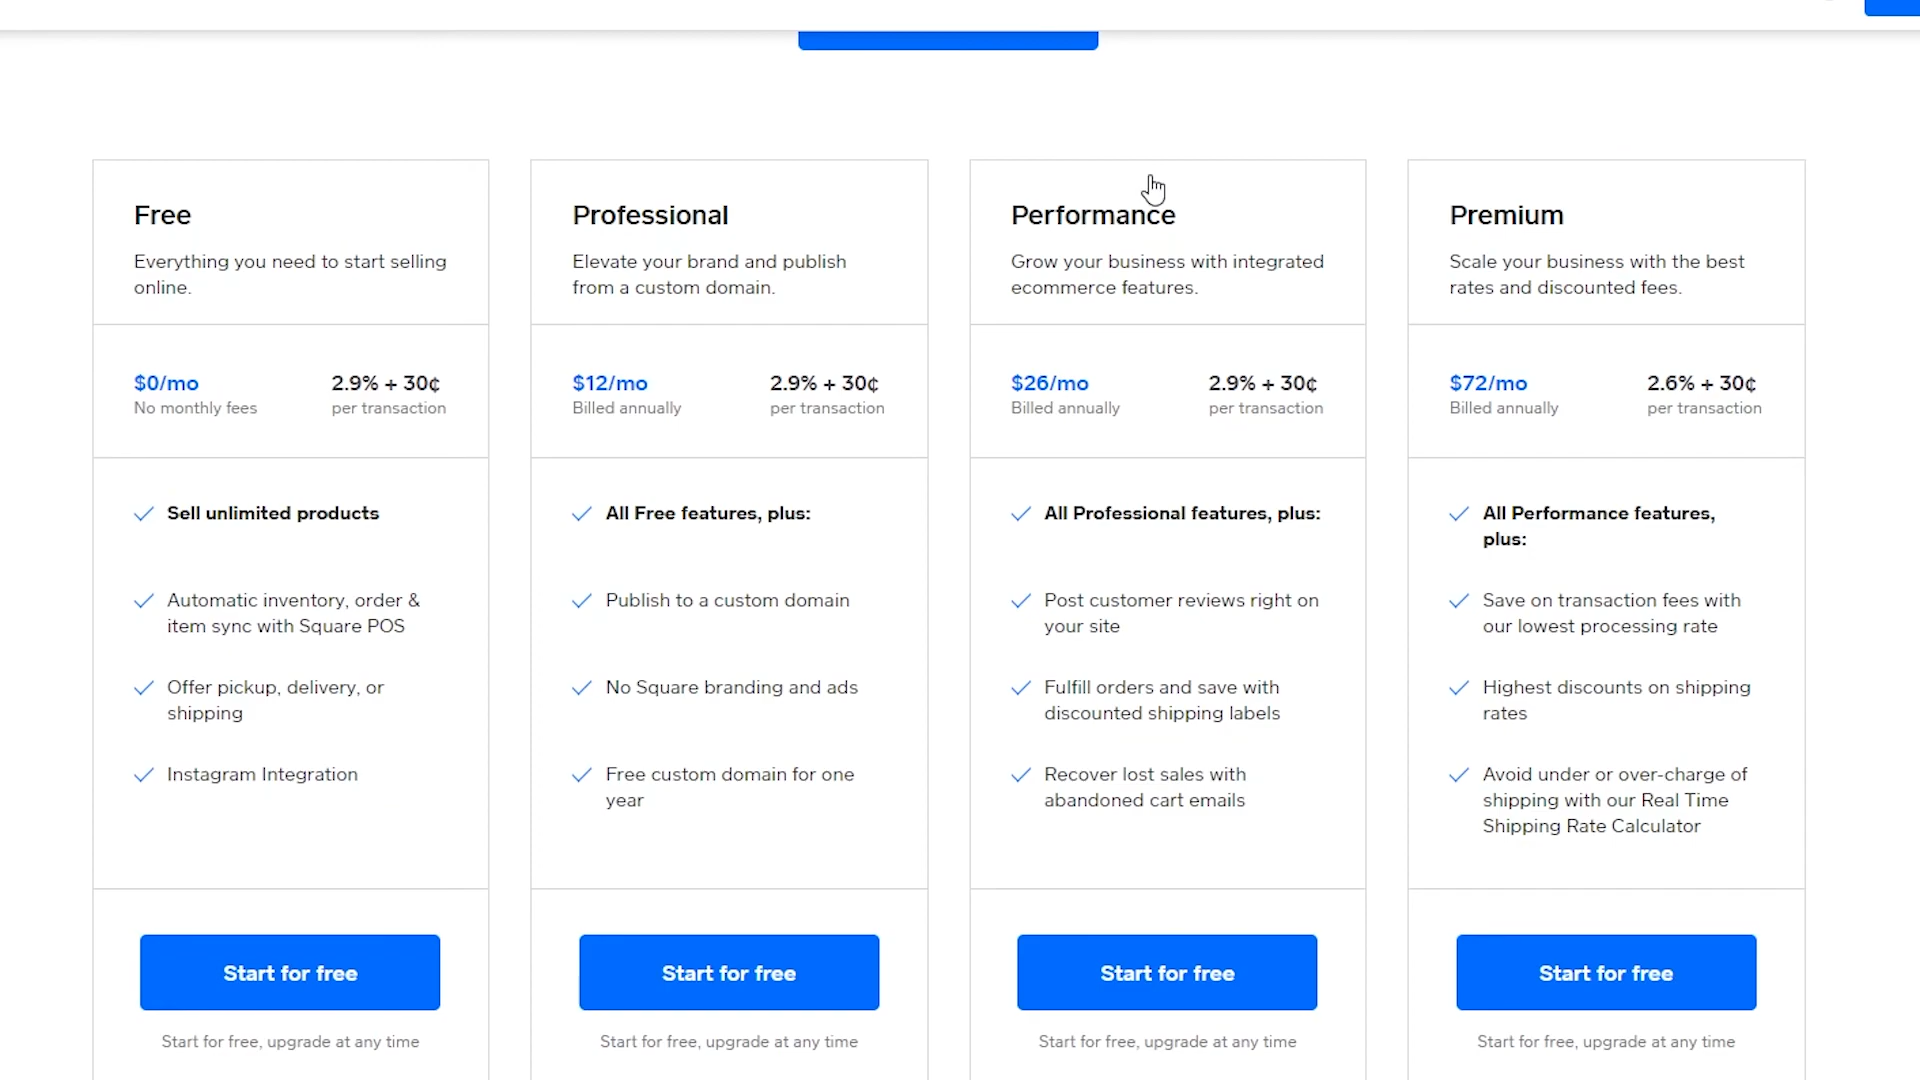 Free
Everything you need to start selling
online.
$0/mo
No monthly fees
2.9% + 30¢
per transaction
Sell unlimited products
Automatic inventory, order &
item sync with Square POS
Offer pickup, delivery, or
shipping
Instagram Integration
Start for free
Start for free, upgrade at any time
Professional
Elevate your brand and publish
from a custom domain.
$12/mo
Billed annually
2.9% + 30¢
per transaction
All Free features, plus:
Publish to a custom domain
No Square branding and ads
Free custom domain for one
year
Start for free
Start for free, upgrade at any time
Performance
Grow your business with integrated
ecommerce features.
$26/mo
Billed annually
2.9% + 30¢
per transaction
All Professional features, plus:
Post customer reviews right on
your site
Fulfill orders and save with
discounted shipping labels
Recover lost sales with
abandoned cart emails
Start for free
Start for free, upgrade at any time
Premium
Scale your business with the best
rates and discounted fees.
$72/mo
Billed annually
2.6% + 30¢
per transaction
All Performance features,
plus:
Save on transaction fees with
our lowest processing rate
Highest discounts on shipping
rates
Avoid under or over-charge of
shipping with our Real Time
Shipping Rate Calculator
Start for free
Start for free, upgrade at any time